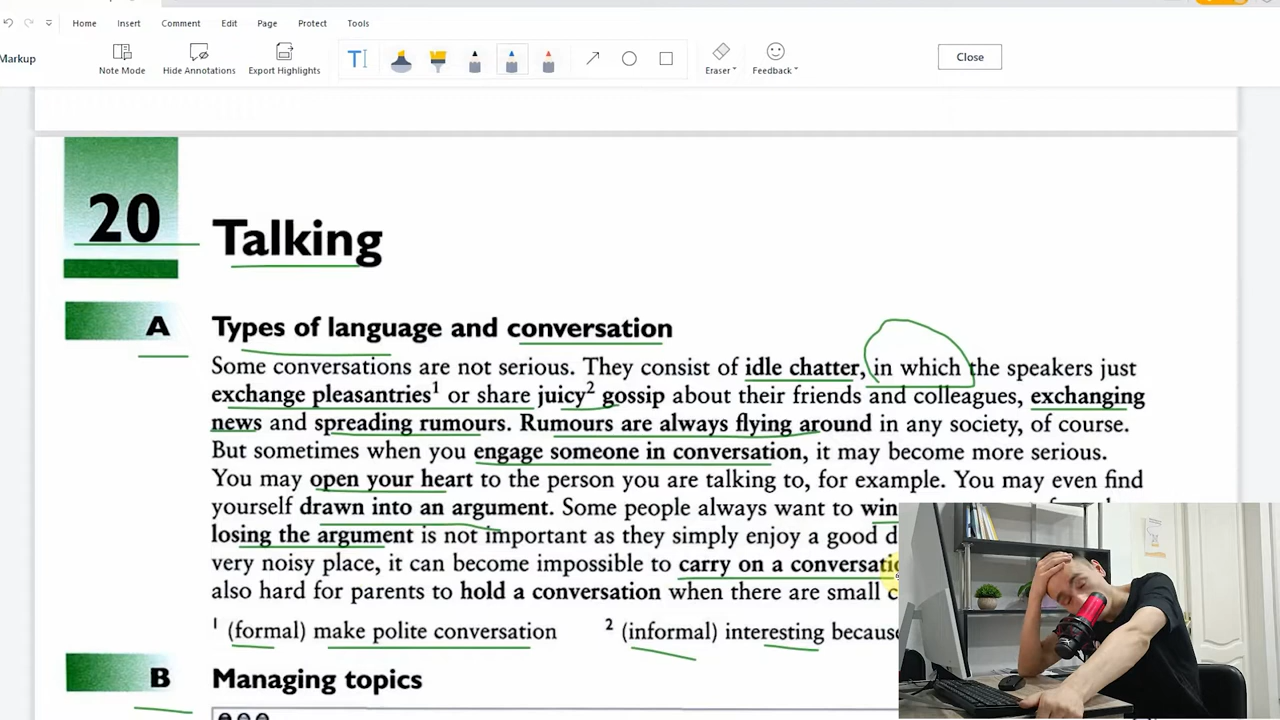 Home Insert Comment Edit Page Protect Tools
Markup
Note Mode
Hide Annotations
Export Highlights
Eraser
Feedback
Close
20
Talking
A
Types of language and conversation
Some conversations are not serious. They consist of idle chatter, in which the speakers just
exchange pleasantries1 or share juicy2 gossip about their friends and colleagues, exchanging
news and spreading rumours. Rumours are always flying around in any society, of course.
But sometimes when you engage someone in conversation, it may become more serious.
You may open your heart to the person you are talking to, for example. You may even find
yourself drawn into an argument. Some people always want to win
losing the argument is not important as they simply enjoy a good
very noisy place, it can become impossible to carry on a
also hard for parents to hold a conversation when there are small
1 (formal) make polite conversation
2 (informal) interesting because
B
Managing topics